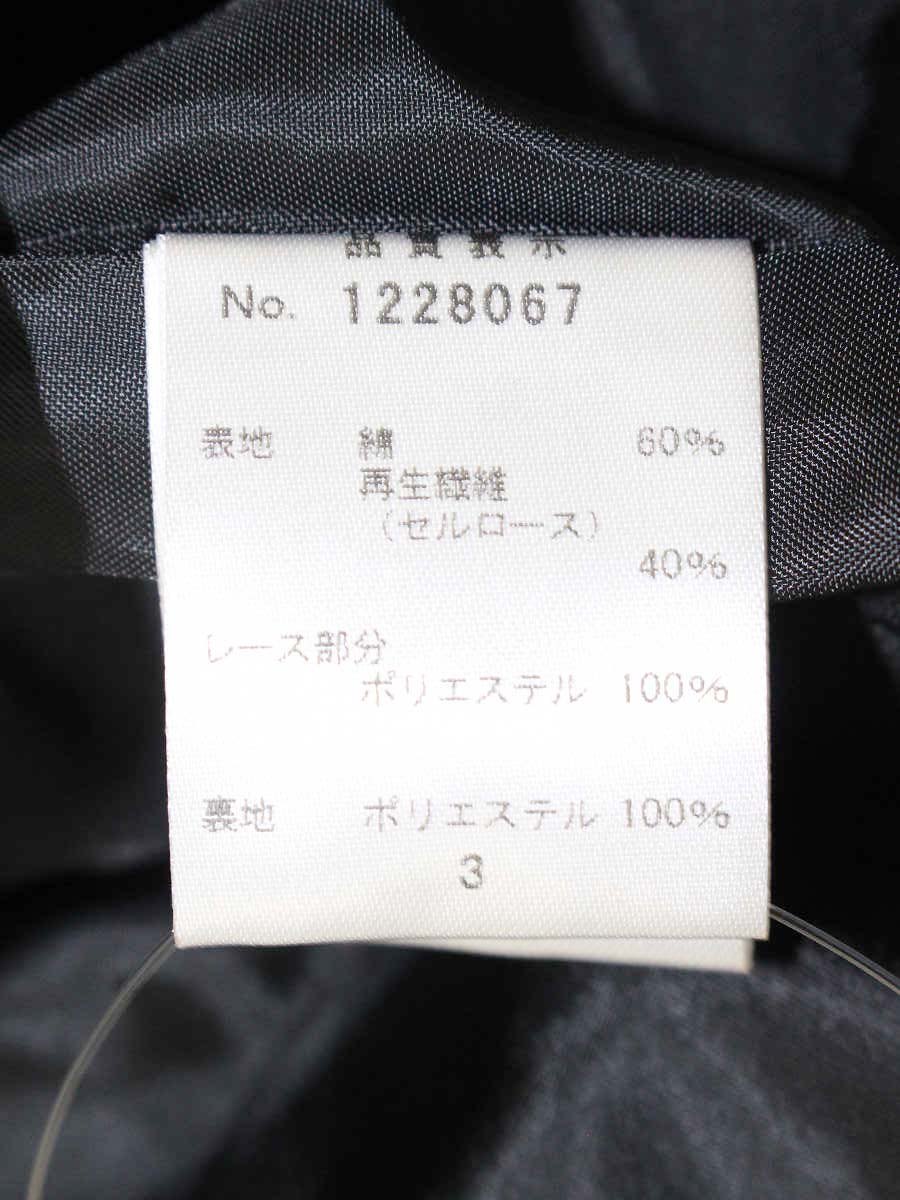 品質表示
No. 1228067
表地 綿 60%
再生繊維
(セルロース)
40%
レース部分
ポリエステル 100%
裏地 ポリエステル 100%
3